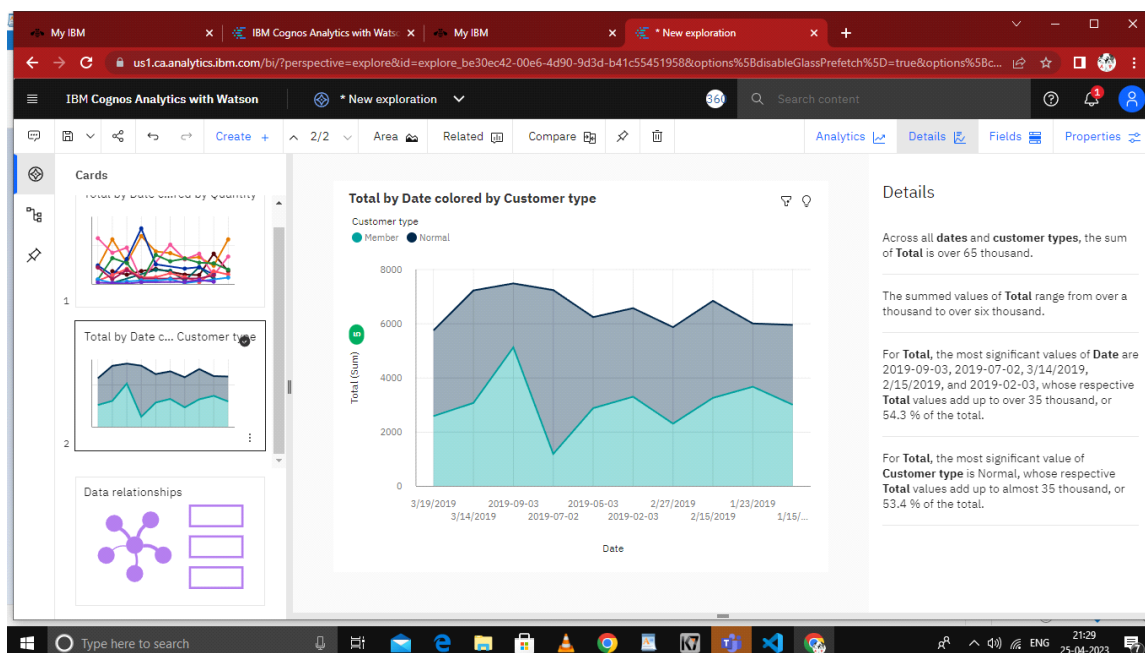 My IBM
IBM Cognos Analytics with Watso
My IBM
* New exploration
us1.ca.analytics.ibm.com/bi/?perspective=explore&id=explore_be30ec42-00e6-4d90-9d3d-b41c55451958&options%5BdisableGlassPrefetch%5D=true&options%5Bc...
IBM Cognos Analytics with Watson
* New exploration
360
Search content
1
Create +
2/2
Area
Related
Compare
Analytics
Details
Fields
Properties
Cards
Total by Date c...red by Quantity
1
Total by Date c... Customer type
2
Data relationships
Total by Date colored by Customer type
Customer type
Member
Normal
8000
6000
4000
2000
0
Total (Sum)
5
3/19/2019
2019-09-03
2019-05-03
2/27/2019
1/23/2019
3/14/2019
2019-07-02
2019-02-03
2/15/2019
1/15/...
Date
Details
Across all dates and customer types, the sum
of Total is over 65 thousand.
The summed values of Total range from over a
thousand to over six thousand.
For Total, the most significant values of Date are
2019-09-03, 2019-07-02, 3/14/2019,
2/15/2019, and 2019-02-03, whose respective
Total values add up to over 35 thousand, or
54.3 % of the total.
For Total, the most significant value of
Customer type is Normal, whose respective
Total values add up to almost 35 thousand, or
53.4 % of the total.
Type here to search
ENG
21:29
25-04-2023